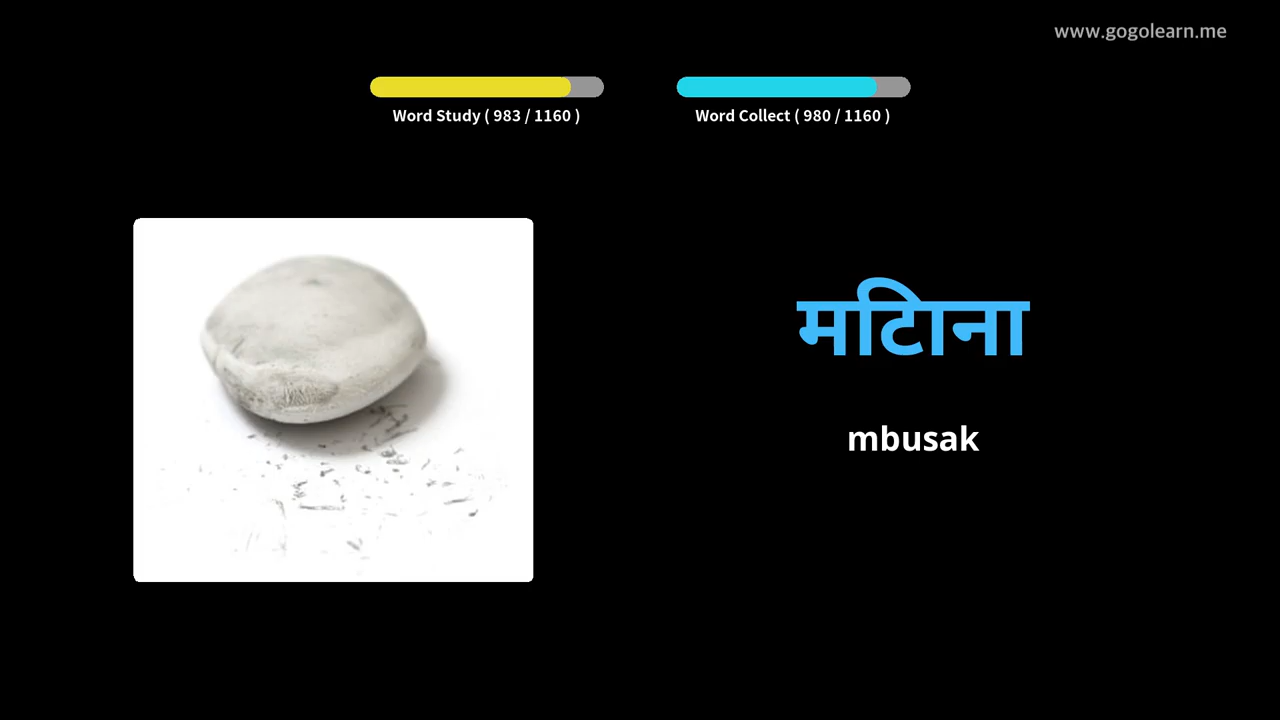 www.gogolearn.me
Word Study ( 983 / 1160 )
Word Collect ( 980 / 1160 )
मटिाना
mbusak